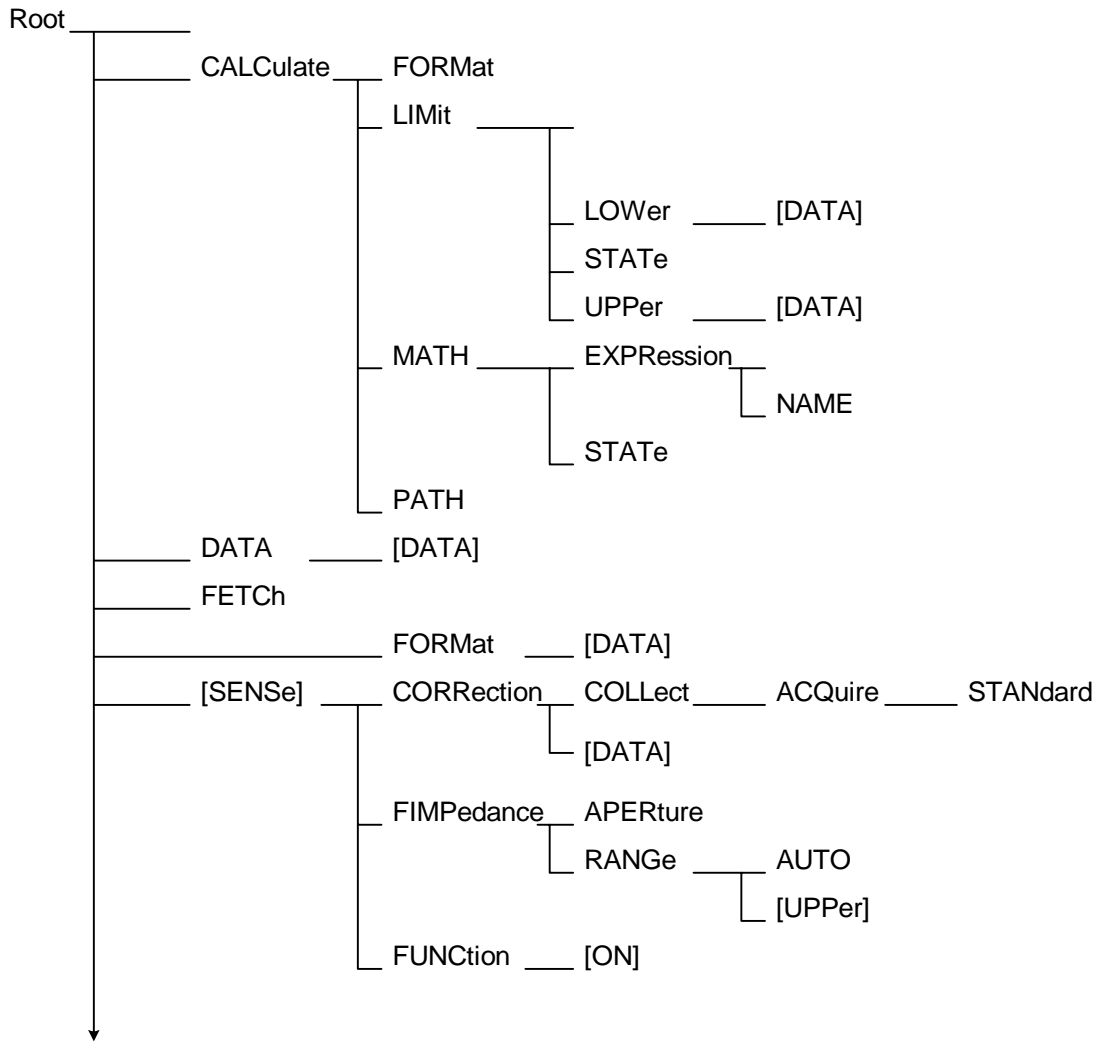 Root
CALCulate FORMat
LIMit
LOWer [DATA]
STATe
UPPer [DATA]
MATH EXPRession
NAME
STATe
PATH
DATA [DATA]
FETCh
FORMat [DATA]
[SENSe] CORRection COLLect ACQuire STANdard
[DATA]
FIMPedance APERture
RANGe AUTO
[UPPer]
FUNCtion [ON]